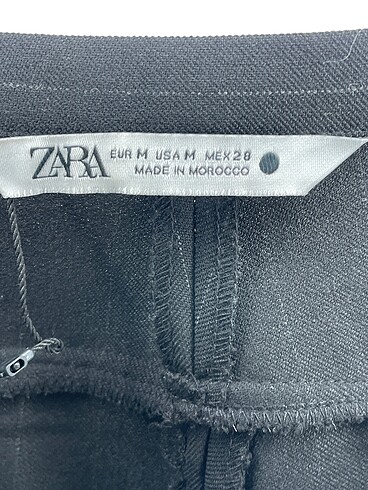 ZARA
EUR M USA M MEX 28
MADE IN MOROCCO